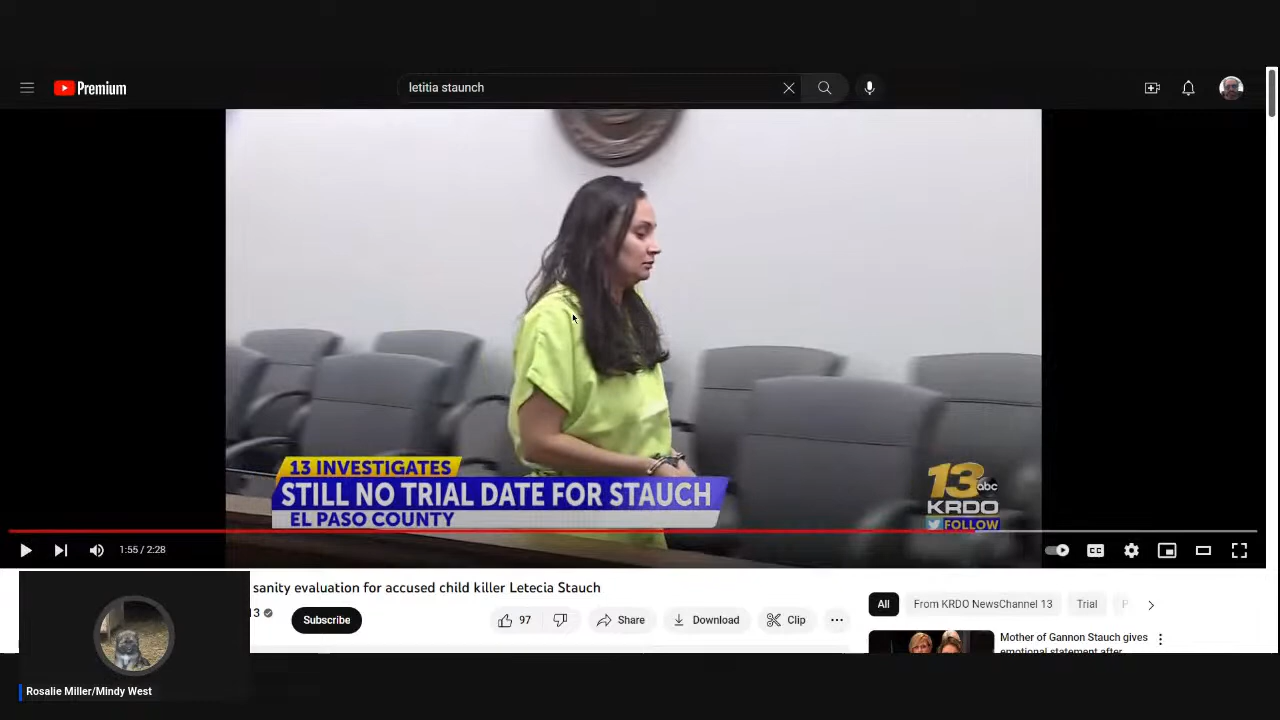 Premium
letitia staunch
13 INVESTIGATES
STILL NO TRIAL DATE FOR STAUCH
EL PASO COUNTY
13 abc
KRDO
FOLLOW
1:55 / 2:28
CC
sanity evaluation for accused child killer Letecia Stauch
13
Subscribe
97
Share
Download
Clip
All
From KRDO NewsChannel 13
Trial
P
Mother of Gannon Stauch gives
emotional statement after
Rosalie Miller/Mindy West